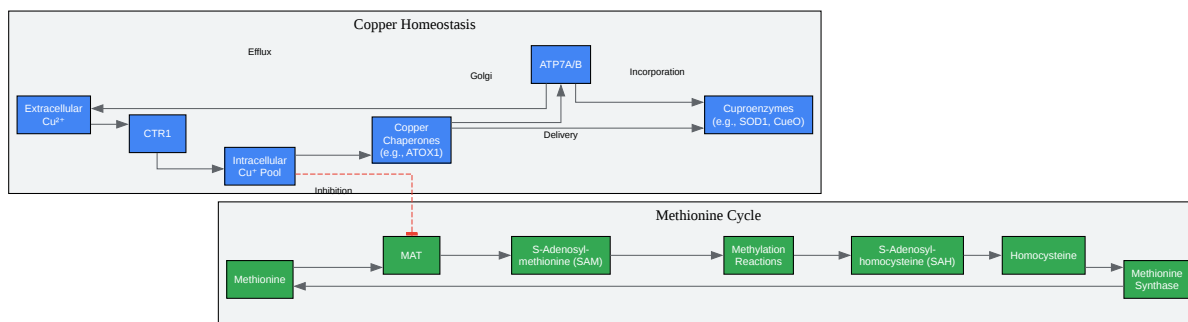 Copper Homeostasis
Efflux
ATP7A/B
Golgi
Incorporation
Extracellular
Cu²⁺
CTR1
Copper
Chaperones
(e.g., ATOX1)
Cuproenzymes
(e.g., SOD1, CueO)
Delivery
Intracellular
Cu⁺ Pool
Inhibition
Methionine Cycle
Methionine
MAT
S-Adenosyl-
methionine (SAM)
Methylation
Reactions
S-Adenosyl-
homocysteine (SAH)
Homocysteine
Methionine
Synthase